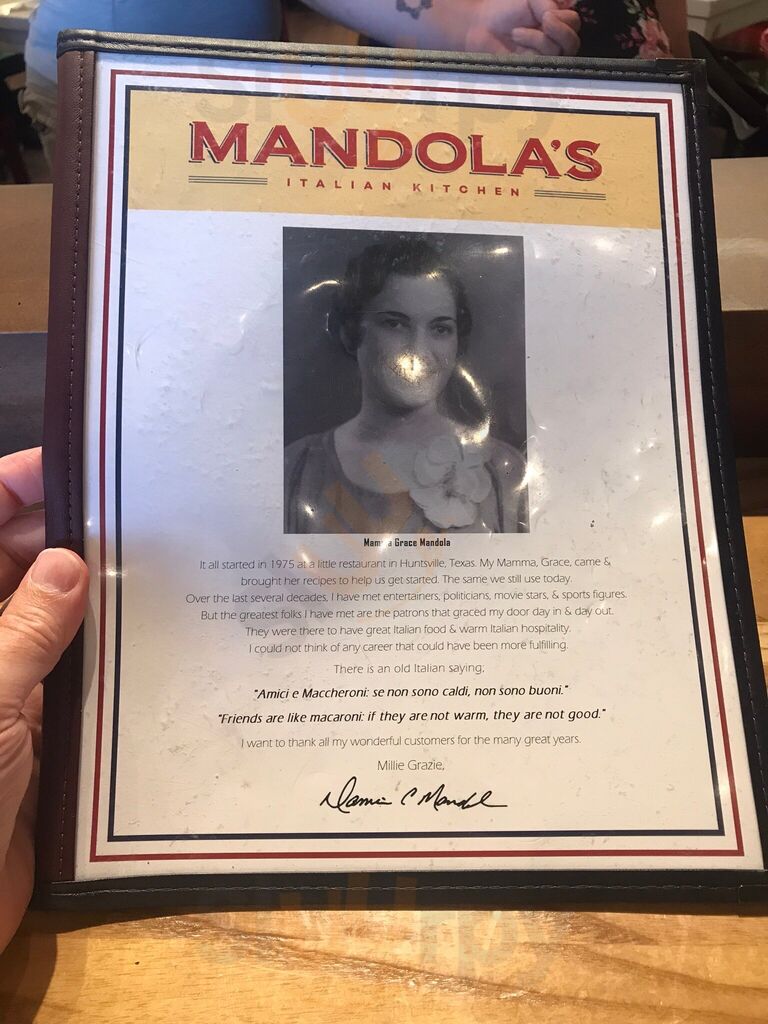 MANDOLA'S
ITALIAN KITCHEN
Mamma Grace Mandola
It all started in 1975 at a little restaurant in Huntsville, Texas. My Mamma, Grace, came &
brought her recipes to help us get started. The same we still use today.
Over the last several decades, I have met entertainers, politicians, movie stars, & sports figures.
But the greatest folks I have met are the patrons that graced my door day in & day out.
They were there to have great Italian food & warm Italian hospitality.
I could not think of any career that could have been more fulfilling.
There is an old Italian saying;
"Amici e Maccheroni: se non sono caldi, non sono buoni."
"Friends are like macaroni: if they are not warm, they are not good."
I want to thank all my wonderful customers for the many great years.
Millie Grazie,